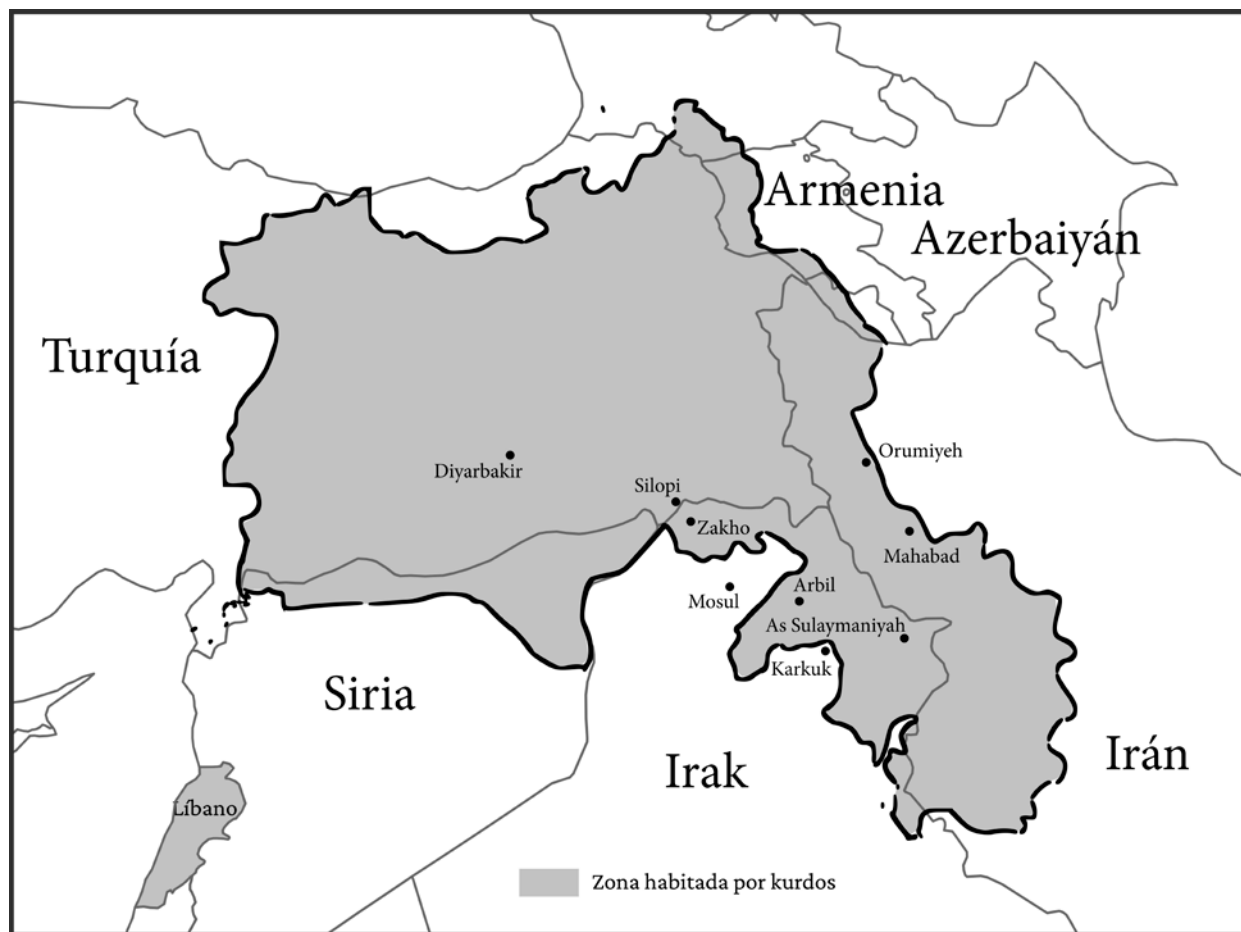 Armenia
Azerbaiyán
Turquía
Orumiyeh
Diyarbakir
Silopi
Zakho
Mahabad
Mosul
Arbil
As Sulaymaniyah
Karkuk
Siria
Irak
Irán
Líbano
Zona habitada por kurdos